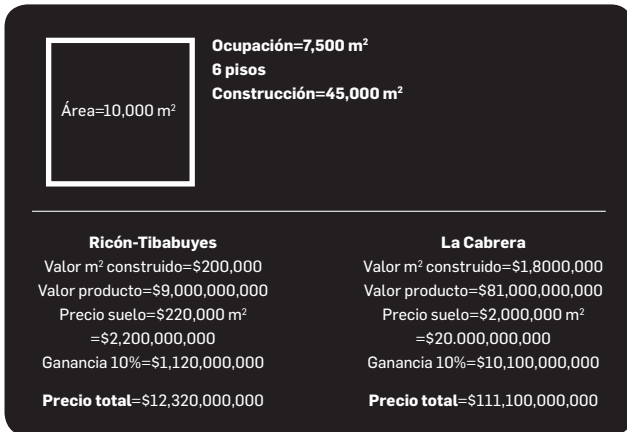 Área=10,000 m²
Ocupación=7,500 m²
6 pisos
Construcción=45,000 m²
Ricón-Tibabuyes
Valor m² construido=$200,000
Valor producto=$9,000,000,000
Precio suelo=$220,000 m²
=$2,200,000,000
Ganancia 10%=$1,120,000,000
Precio total=$12,320,000,000
La Cabrera
Valor m² construido=$1,8000,000
Valor producto=$81,000,000,000
Precio suelo=$2,000,000 m²
=$20.000,000,000
Ganancia 10%=$10,100,000,000
Precio total=$111,100,000,000